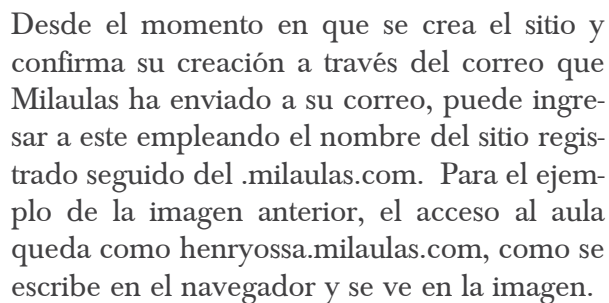 Desde el momento en que se crea el sitio y
confirma su creación a través del correo que
Milaulas ha enviado a su correo, puede ingre-
sar a este empleando el nombre del sitio regis-
trado seguido del .milaulas.com.  Para el ejem-
plo de la imagen anterior, el acceso al aula
queda como henryossa.milaulas.com, como se
escribe en el navegador y se ve en la imagen.